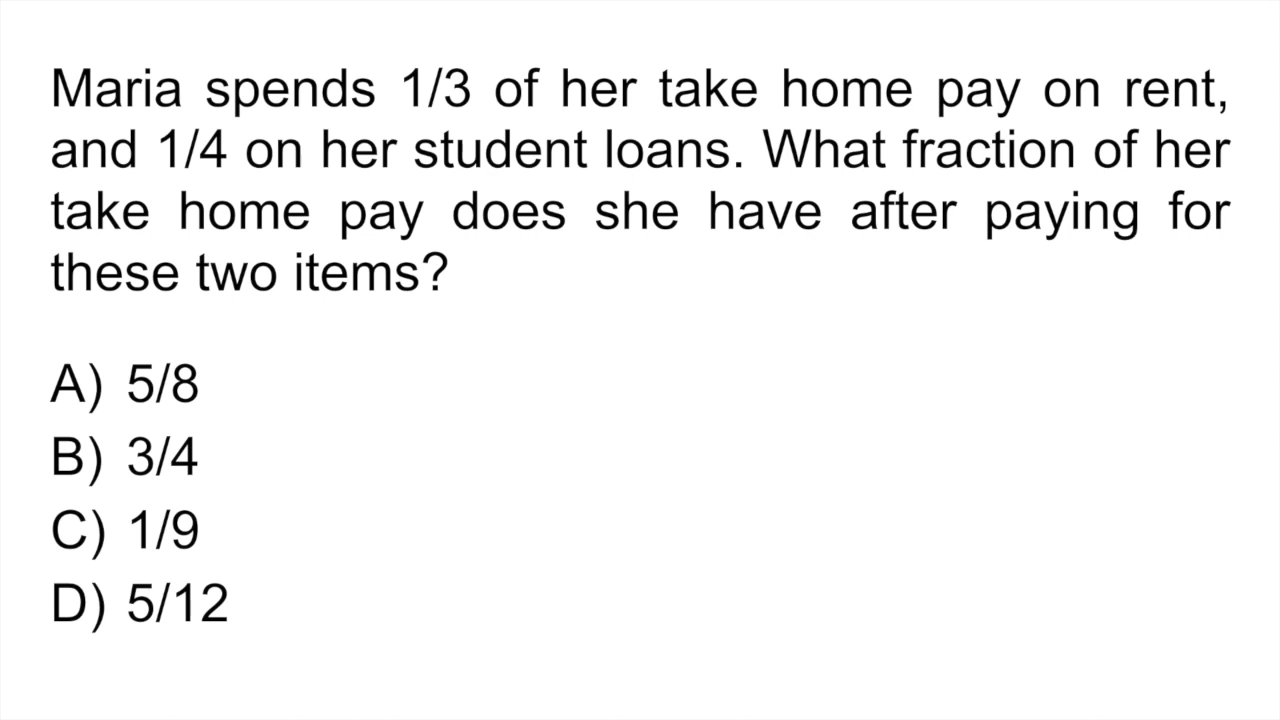 Maria spends 1/3 of her take home pay on rent,
and 1/4 on her student loans. What fraction of her
take home pay does she have after paying for
these two items?
A) 5/8
B) 3/4
C) 1/9
D) 5/12